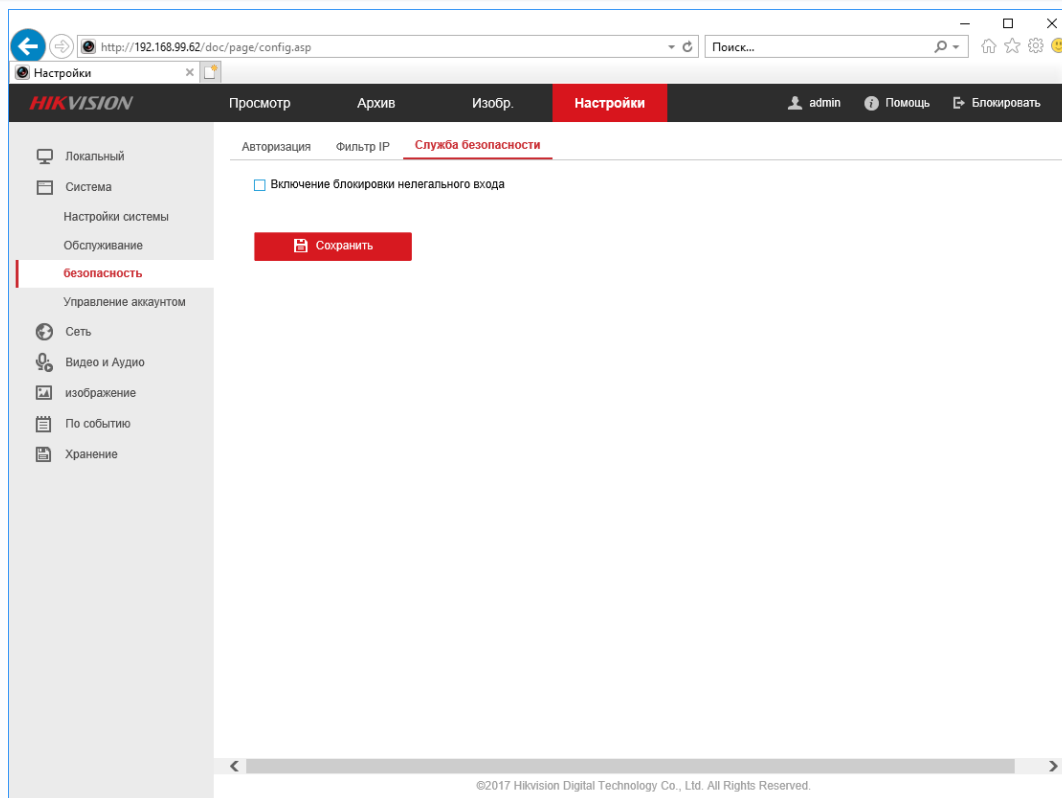 http://192.168.99.62/doc/page/config.asp
Поиск...
Настройки
HIKVISION
Просмотр
Архив
Изобр.
Настройки
admin
Помощь
Блокировать
Локальный
Система
Настройки системы
Обслуживание
безопасность
Управление аккаунтом
Сеть
Видео и Аудио
изображение
По событию
Хранение
Авторизация
Фильтр IP
Служба безопасности
Включение блокировки нелегального входа
Сохранить
©2017 Hikvision Digital Technology Co., Ltd. All Rights Reserved.